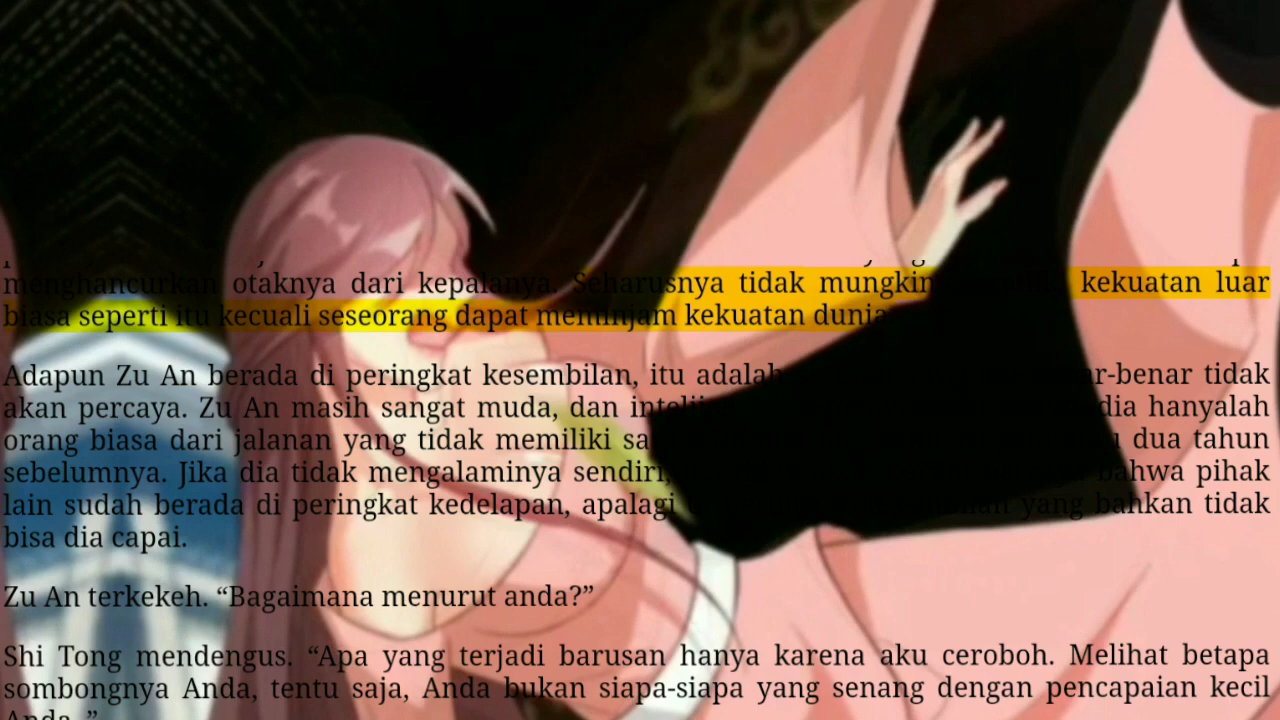 menghancurkan otaknya dari kepalanya. Seharusnya tidak mungkin kekuatan luar
biasa seperti itu kecuali seseorang dapat meminjam kekuatan dunia
Adapun Zu An berada di peringkat kesembilan, itu adalah benar-benar tidak
akan percaya. Zu An masih sangat muda, dan dia hanyalah
orang biasa dari jalanan yang tidak memiliki dua tahun
sebelumnya. Jika dia tidak mengalaminya sendiri, bahwa pihak
lain sudah berada di peringkat kedelapan, apalagi yang bahkan tidak
bisa dia capai.
Zu An terkekeh. “Bagaimana menurut anda?”
Shi Tong mendengus. “Apa yang terjadi barusan hanya karena aku ceroboh. Melihat betapa
sombongnya Anda, tentu saja, Anda bukan siapa-siapa yang senang dengan pencapaian kecil
Anda.”